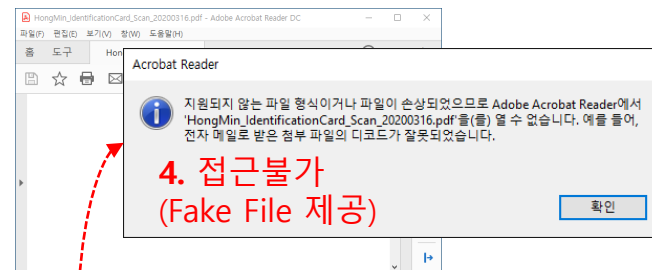 HongMin_IdentificationCard_Scan_20200316.pdf - Adobe Acrobat Reader DC
파일(F) 편집(E) 보기(V) 창(W) 도움말(H)
홈 도구 Hon
Acrobat Reader
지원되지 않는 파일 형식이거나 파일이 손상되었으므로 Adobe Acrobat Reader에서
'HongMin_IdentificationCard_Scan_20200316.pdf'을(를) 열 수 없습니다. 예를 들어,
전자 메일로 받은 첨부 파일의 디코드가 잘못되었습니다.
4. 접근불가
(Fake File 제공)
확인